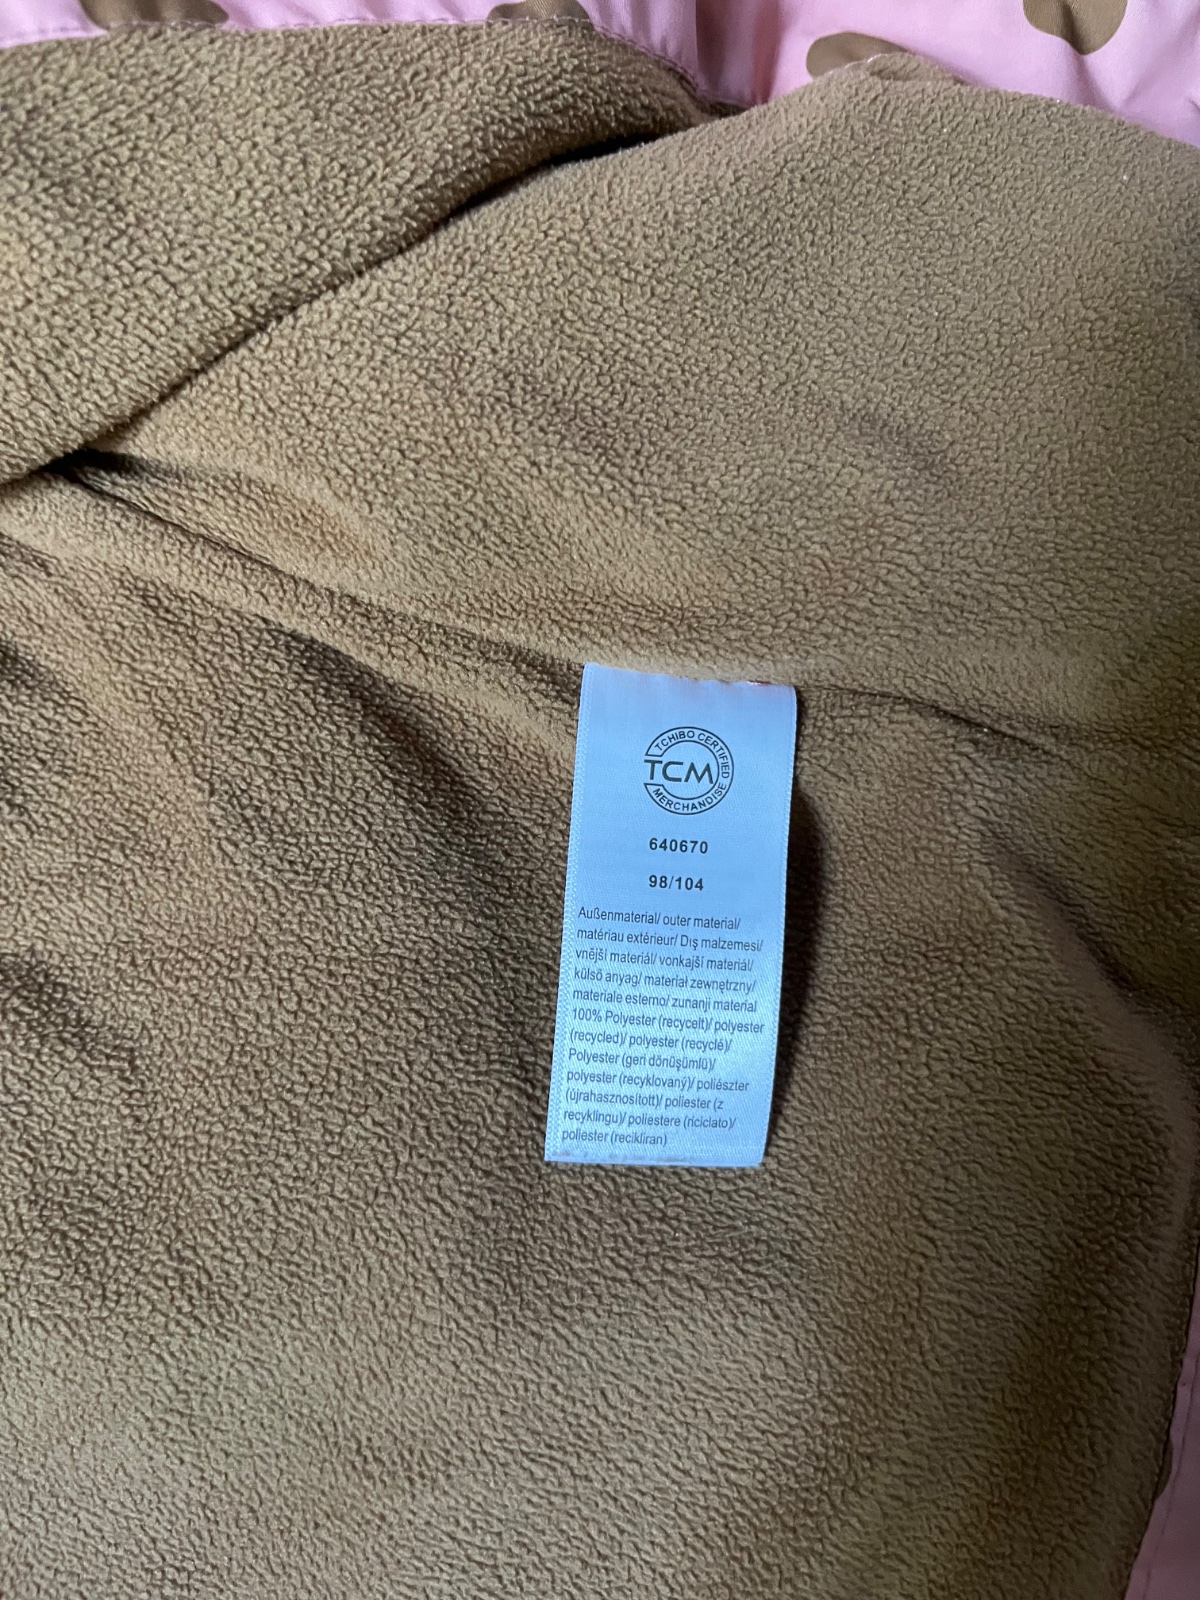 TCHIBO CERTIFIED
TCM
MERCHANDISE
640670
98/104
Außenmaterial/ outer material/
matériau extérieur/ Dış malzemesi/
vnější materiál/ vonkajší materiál/
külső anyag/ materiał zewnętrzny/
materiale esterno/ zunanji material
100% Polyester (recycelt)/ polyester
(recycled)/ polyester (recyclé)/
Polyester (geri dönüşümlü)/
polyester (recyklovaný)/ poliészter
(újrahasznosított)/ poliester (z
recyklingu)/ poliestere (riciclato)/
poliester (recikliran)